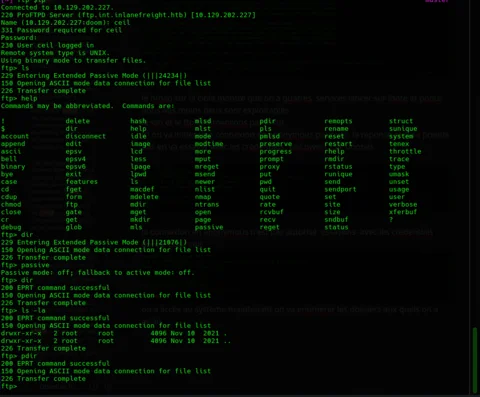 Connected to 10.129.202.227.
220 ProFTPD Server (ftp.int.inlanefreight.htb) [10.129.202.227]
Name (10.129.202.227:doom): ceil
331 Password required for ceil
Password:
230 User ceil logged in
Remote system type is UNIX.
Using binary mode to transfer files.
ftp> ls
229 Entering Extended Passive Mode (|||24234|)
150 Opening ASCII mode data connection for file list
226 Transfer complete
ftp> help
Commands may be abbreviated.  Commands are:
! delete hash mlsd pdir remopts struct
$ dir help mlst pls rename sunique
account disconnect idle mode pmlsd reset system
append edit image modtime preserve restart tenex
ascii epsv lcd more progress rhelp throttle
bell epsv4 less mput prompt rmdir trace
binary epsv6 lpage mreget proxy rstatus type
bye exit lpwd msend put runique umask
case features ls newer pwd send unset
cd fget macdef nlist quit sendport usage
cdup form mdelete nmap quote set user
chmod ftp mdir ntrans rate site verbose
close gate mget open rcvbuf size xferbuf
cr get mkdir page recv sndbuf ?
debug glob mls passive reget status
ftp> dir
229 Entering Extended Passive Mode (|||21976|)
150 Opening ASCII mode data connection for file list
226 Transfer complete
ftp> passive
Passive mode: off; fallback to active mode: off.
ftp> dir
200 EPRT command successful
150 Opening ASCII mode data connection for file list
226 Transfer complete
ftp> ls -la
200 EPRT command successful
150 Opening ASCII mode data connection for file list
drwxr-xr-x   2 root     root         4096 Nov 10  2021 .
drwxr-xr-x   2 root     root         4096 Nov 10  2021 ..
226 Transfer complete
ftp> pdir
200 EPRT command successful
150 Opening ASCII mode data connection for file list
226 Transfer complete
ftp>